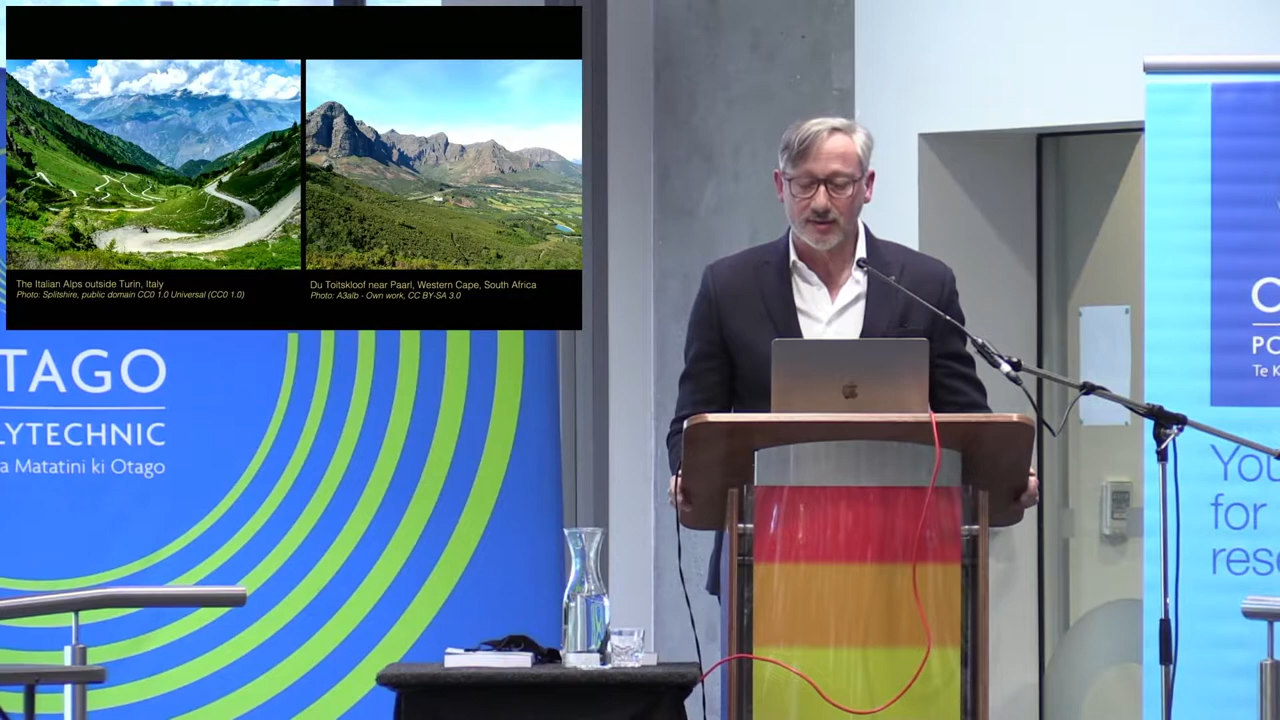 The Italian Alps outside Turin, Italy
Photo: Splitshire, public domain CC0 1.0 Universal (CC0 1.0)
Du Toitskloof near Paarl, Western Cape, South Africa
Photo: A3alb - Own work, CC BY-SA 3.0
TAGO
LYTECHNIC
a Matatini ki Otago
O
PO
Te K
You
for
rese